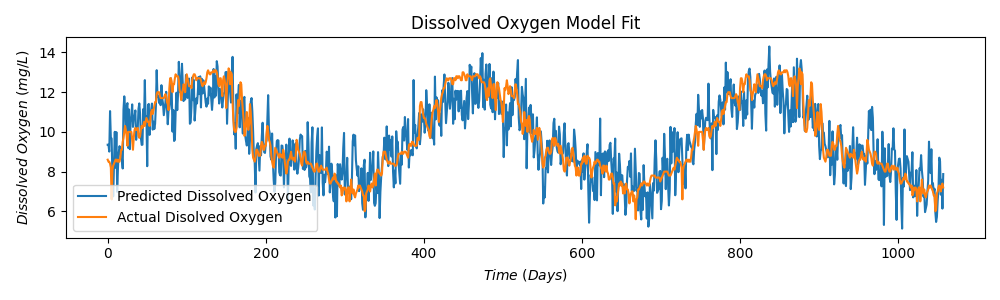 Dissolved Oxygen Model Fit
Dissolved Oxygen (mg/L)
14
12
10
8
6
Predicted Dissolved Oxygen
Actual Disolved Oxygen
0 200 400 600 800 1000
Time (Days)